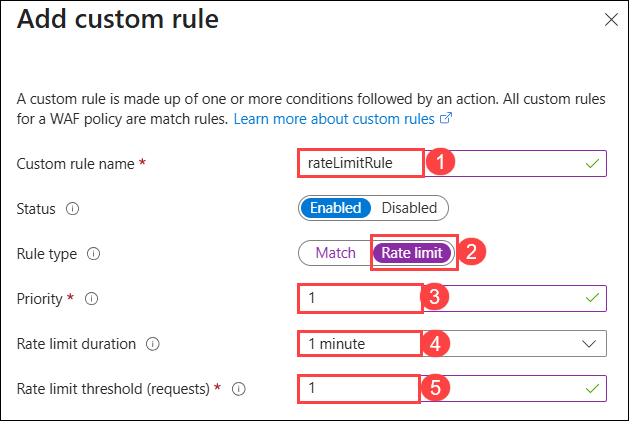 Add custom rule
A custom rule is made up of one or more conditions followed by an action. All custom rules
for a WAF policy are match rules. Learn more about custom rules
Custom rule name * rateLimitRule 1
Status Enabled Disabled
Rule type Match Rate limit 2
Priority * 1 3
Rate limit duration 1 minute 4
Rate limit threshold (requests) * 1 5